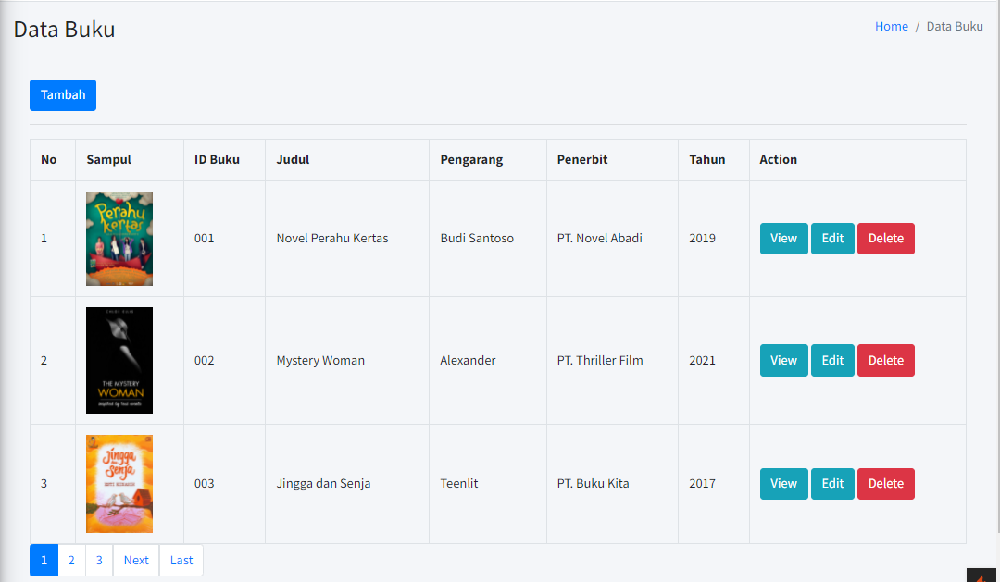 Data Buku
Home / Data Buku
Tambah
No Sampul ID Buku Judul Pengarang Penerbit Tahun Action
Perahu
kertas
1 001 Novel Perahu Kertas Budi Santoso PT. Novel Abadi 2019 View Edit Delete
THE MYSTERY
WOMAN
2 002 Mystery Woman Alexander PT. Thriller Film 2021 View Edit Delete
Jingga
dan
Senja
3 003 Jingga dan Senja Teenlit PT. Buku Kita 2017 View Edit Delete
1 2 3 Next Last